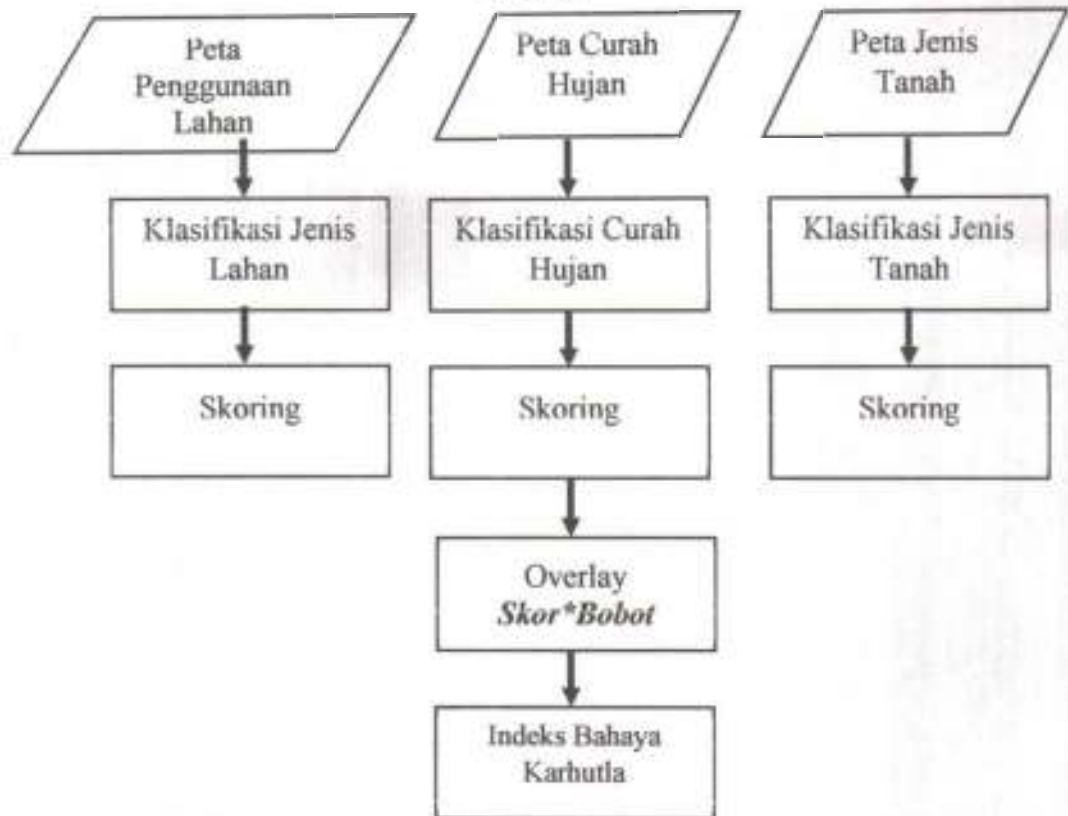 Peta
Penggunaan
Lahan
Peta Curah
Hujan
Peta Jenis
Tanah
Klasifikasi Jenis
Lahan
Klasifikasi Curah
Hujan
Klasifikasi Jenis
Tanah
Skoring
Skoring
Skoring
Overlay
Skor*Bobot
Indeks Bahaya
Karhutla